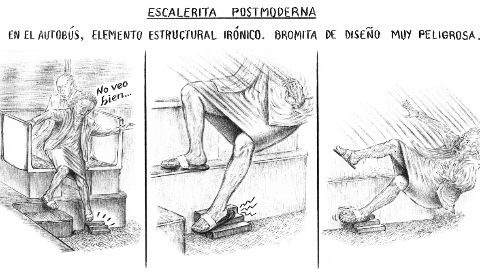 ESCALERITA POSTMODERNA
EN EL AUTOBÚS, ELEMENTO ESTRUCTURAL IRÓNICO. BROMITA DE DISEÑO MUY PELIGROSA.
No veo
bien...